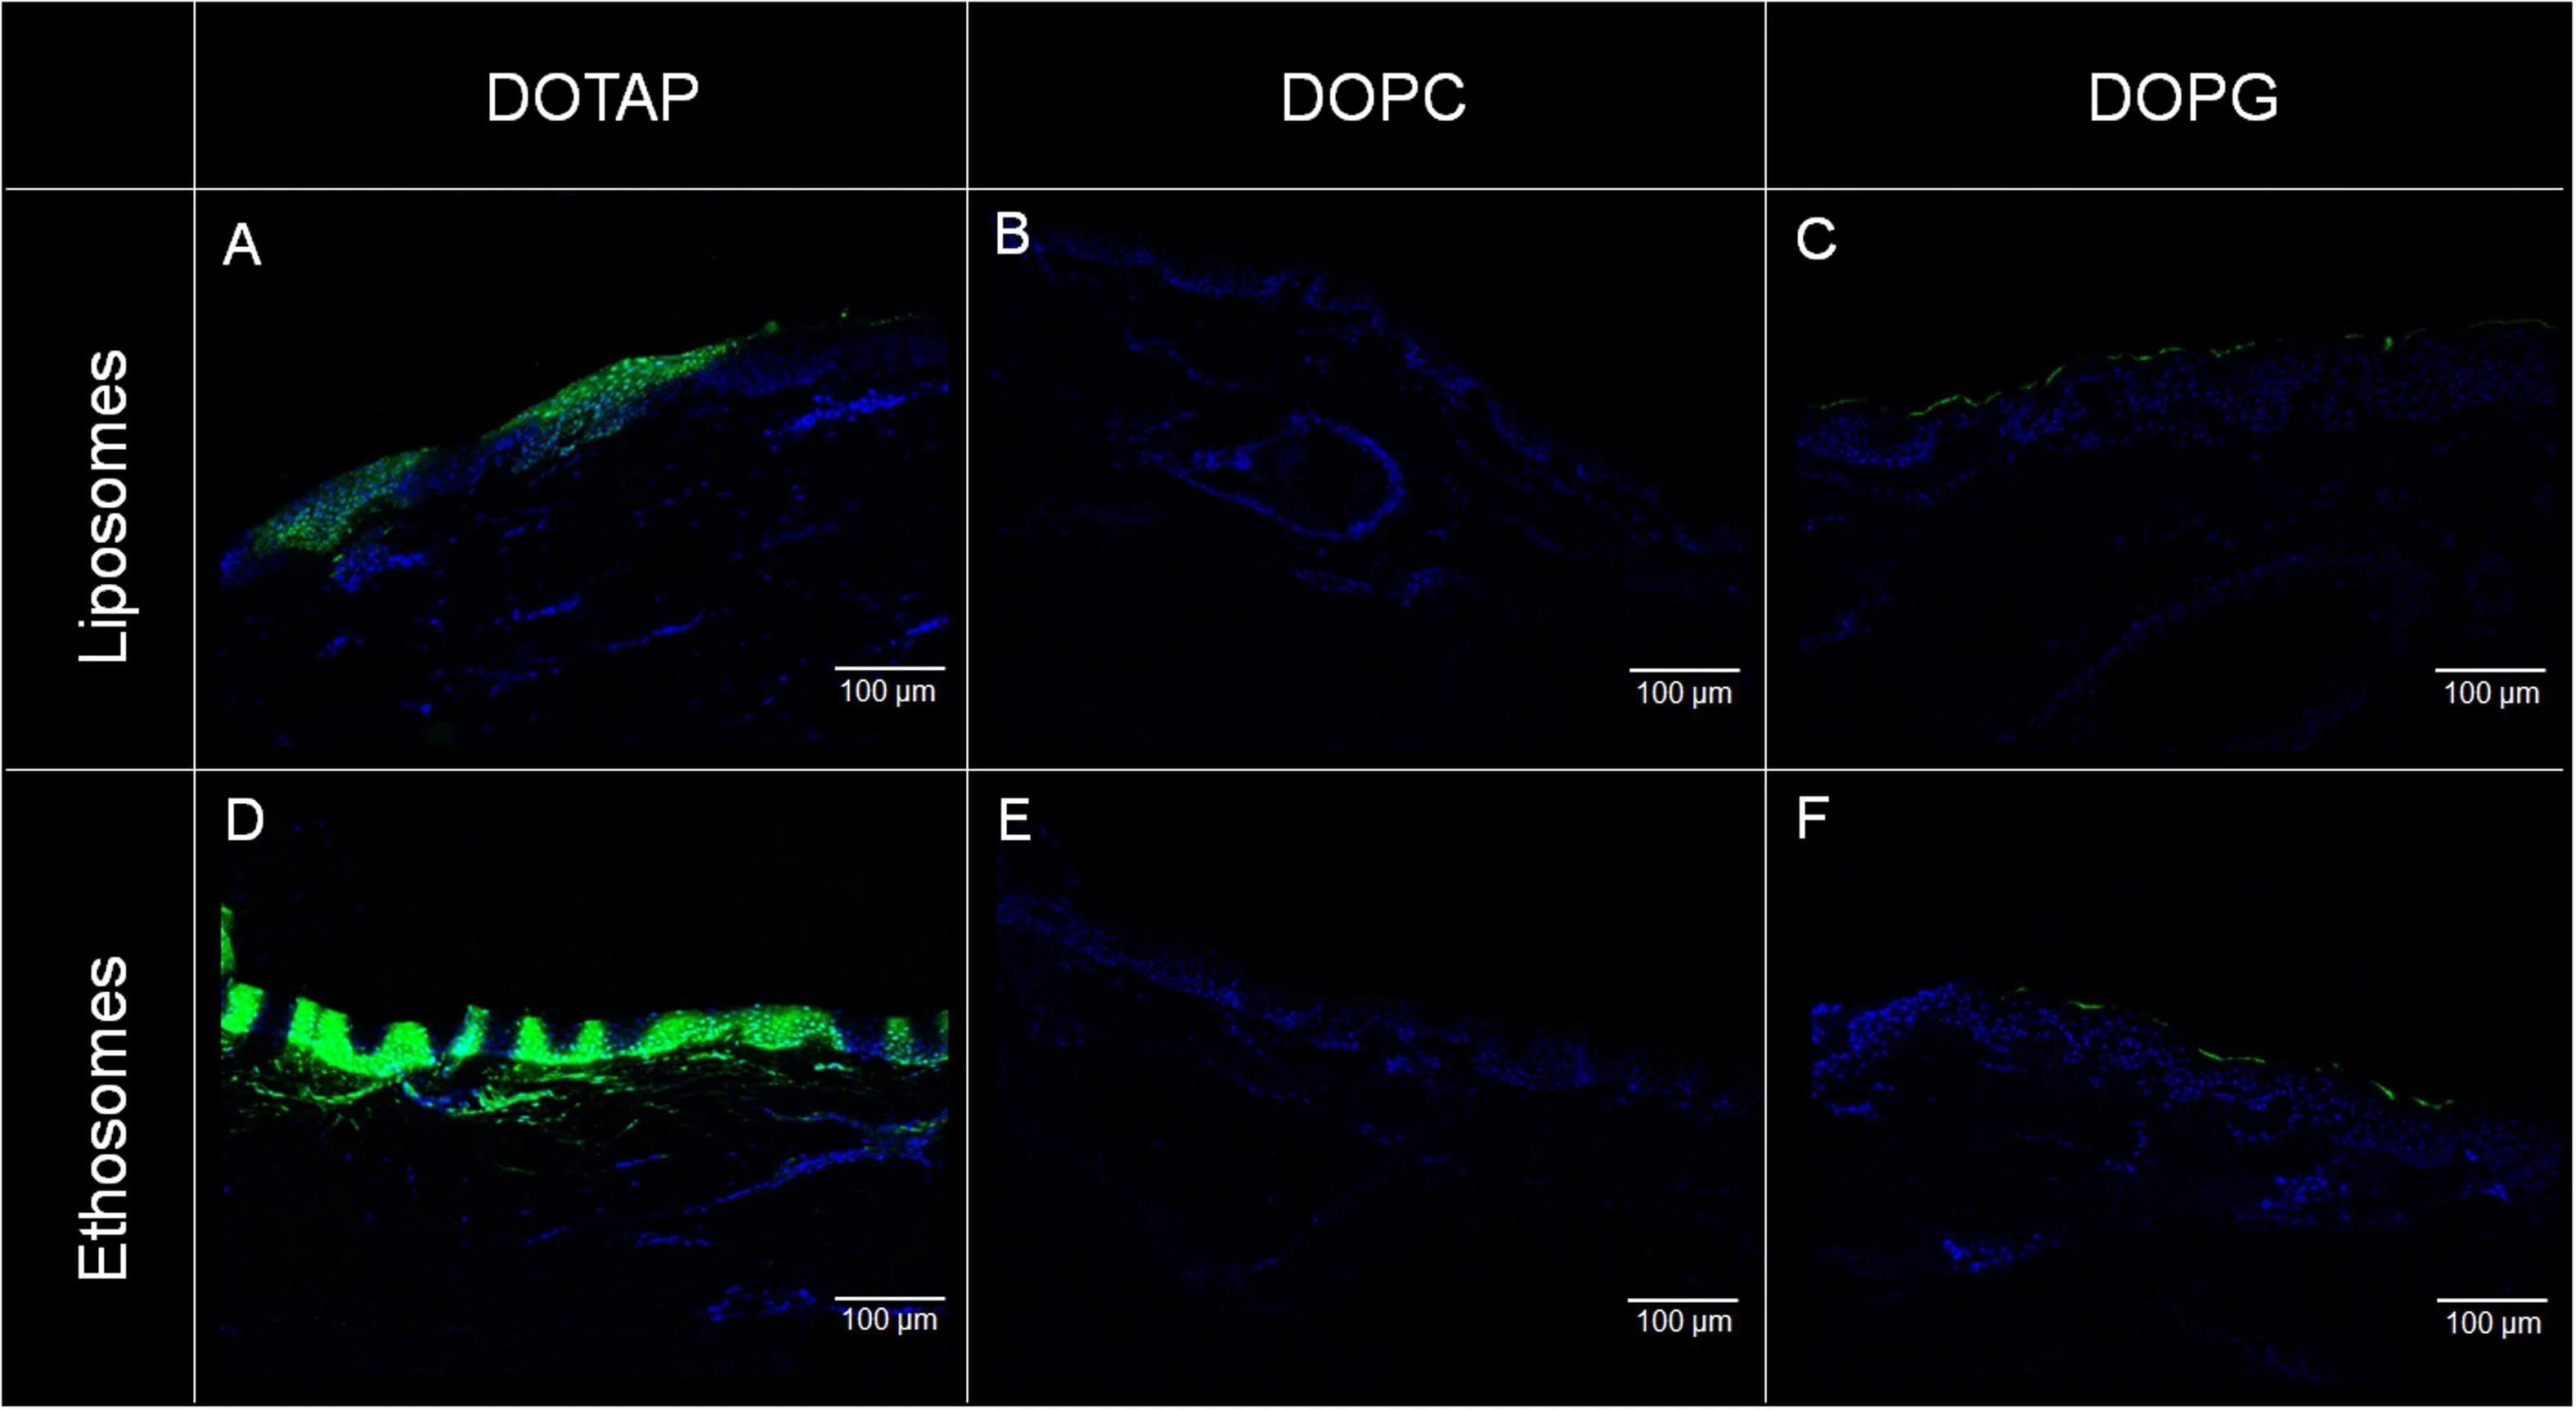 DOTAP
DOPC
DOPG
Liposomes
A
100 µm
B
100 µm
C
100 µm
Ethosomes
D
100 µm
E
100 µm
F
100 µm